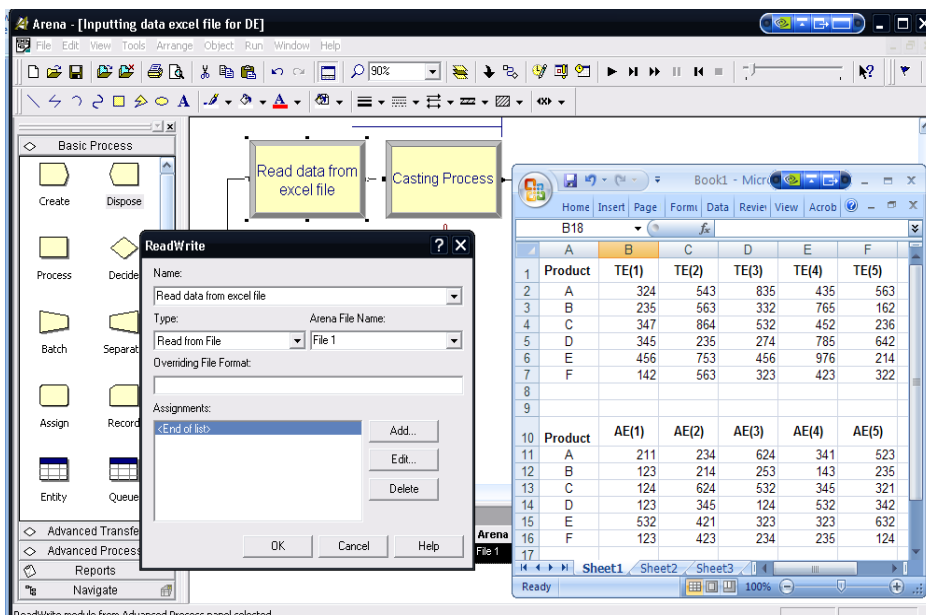 Arena - [Inputting data excel file for DE]
File Edit View Tools Arrange Object Run Window Help
90%
Basic Process
Create Dispose
Process Decide
Batch Separat
Assign Record
Entity Queue
Advanced Transfe
Advanced Process
Reports
Navigate
Read data from
excel file
Casting Process
0
ReadWrite
Name:
Read data from excel file
Type: Arena File Name:
Read from File File 1
Overriding File Format:
Assignments:
<End of list>
Add...
Edit...
Delete
OK Cancel Help
Arena
File 1
Book1 - Micro
Home Insert Page Formu Data Review View Acrob
B18 fx
A B C D E F
1 Product TE(1) TE(2) TE(3) TE(4) TE(5)
2 A 324 543 835 435 563
3 B 235 563 332 765 162
4 C 347 864 532 452 236
5 D 345 235 274 785 642
6 E 456 753 456 976 214
7 F 142 563 323 423 322
8
9
10 Product AE(1) AE(2) AE(3) AE(4) AE(5)
11 A 211 234 624 341 523
12 B 123 214 253 143 235
13 C 124 624 532 345 321
14 D 123 345 124 532 342
15 E 532 421 323 323 632
16 F 123 423 234 235 124
17
Sheet1 Sheet2 Sheet3
Ready 100%
ReadWrite module from Advanced Process panel selected